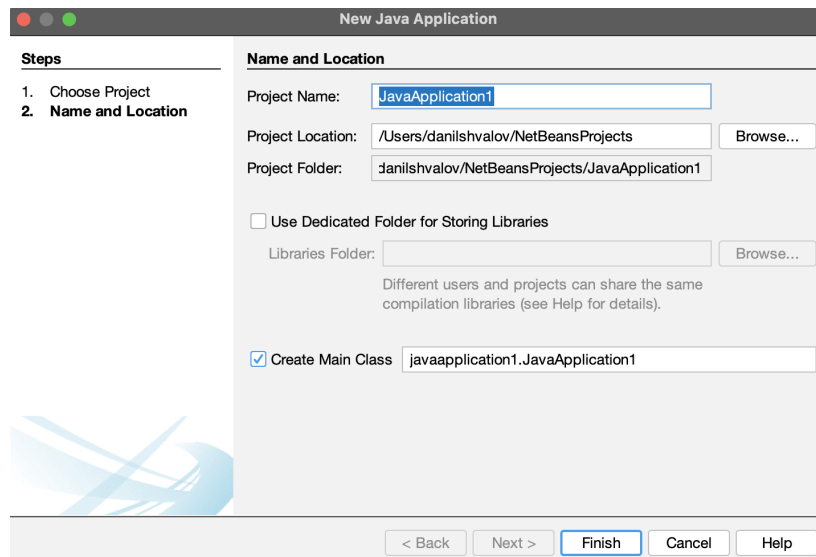 New Java Application
Steps
1. Choose Project
2. Name and Location
Name and Location
Project Name: JavaApplication1
Project Location: /Users/danilshvalov/NetBeansProjects Browse...
Project Folder: danilshvalov/NetBeansProjects/JavaApplication1
Use Dedicated Folder for Storing Libraries
Libraries Folder: Browse...
Different users and projects can share the same
compilation libraries (see Help for details).
Create Main Class javaapplication1.JavaApplication1
< Back Next > Finish Cancel Help